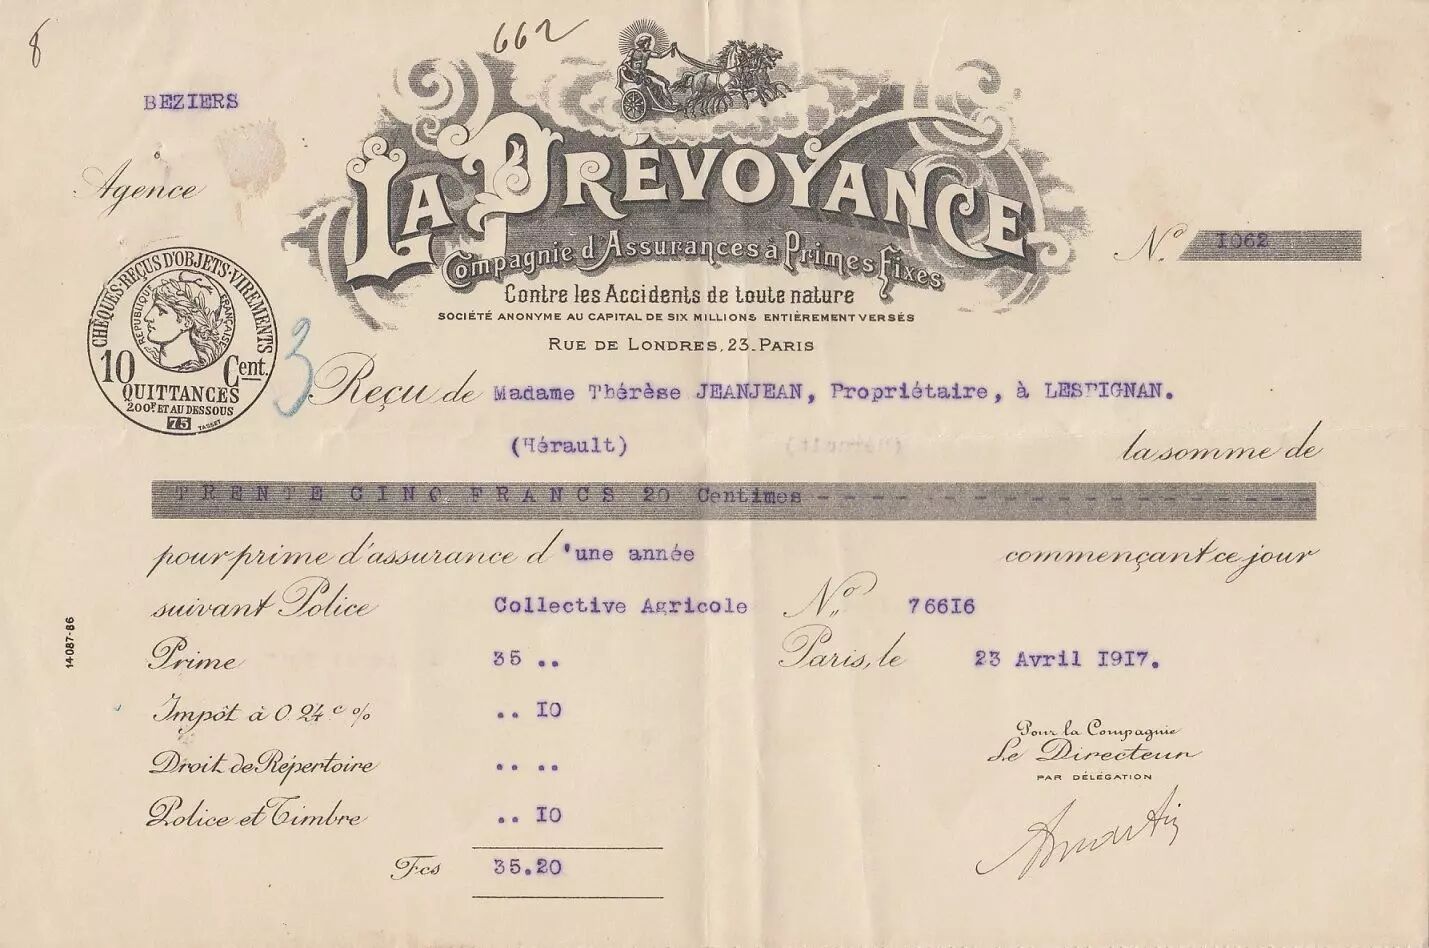 8
662
BEZIERS
Agence
LA PRÉVOYANCE
Compagnie d'Assurances à Primes Fixes
Contre les Accidents de toute nature
SOCIÉTÉ ANONYME AU CAPITAL DE SIX MILLIONS ENTIÈREMENT VERSÉS
RUE DE LONDRES, 23_PARIS
N° 1062
CHÈQUES·REÇUS D'OBJETS·VIREMENTS
RÉPUBLIQUE FRANÇAISE
10 Cent.
QUITTANCES
200F ET AU DESSOUS
75 TASSET
3
Reçu de Madame Thérèse JEANJEAN, Propriétaire, à LESPIGNAN.
(Hérault) la somme de
TRENTE CINQ FRANCS 20 Centimes - - - - - - - - - - - - - - - - -
pour prime d'assurance d'une année commençant ce jour
suivant Police Collective Agricole N° 76616
Prime 35 .. Paris, le 23 Avril 1917.
Impôt à 0.24 c % .. 10
Droit de Répertoire .. ..
Police et Timbre .. 10
Fcs 35.20
Pour la Compagnie
Le Directeur
PAR DÉLÉGATION
14-087-86